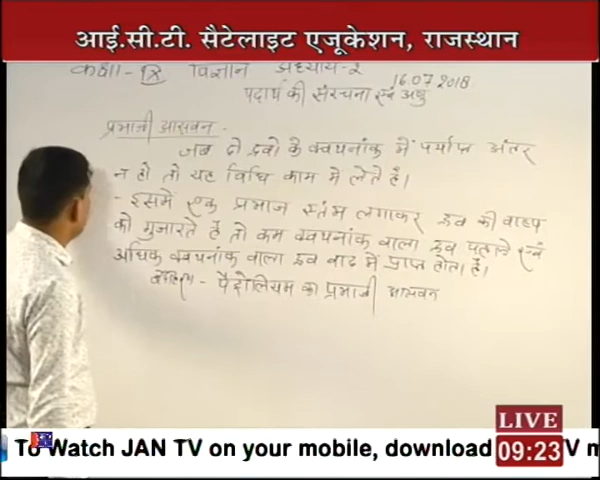 आई.सी.टी. सैटेलाइट एजूकेशन, राजस्थान
कक्षा - IX विज्ञान अध्याय-2
16.07.2018
पदार्थ की संरचना एवं अणु
प्रभाजी आसवन -
जब दो द्रवों के क्वथनांक में पर्याप्त अंतर
न हो तो यह विधि काम मे लेते है।
- इसमें एक प्रभाज स्तंभ लगाकर द्रव की वाष्प
को गुजारते है तो कम क्वथनांक वाला द्रव पहले एवं
अधिक क्वथनांक वाला द्रव बाद में प्राप्त होता है।
- पैट्रोलियम का प्रभाजी आसवन
LIVE
09:23
To Watch JAN TV on your mobile, download TV m